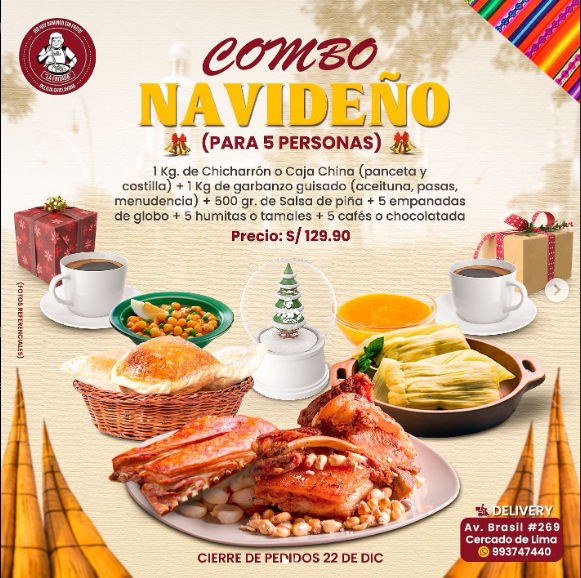 COMBO
NAVIDEÑO
(PARA 5 PERSONAS)
1 Kg. de Chicharrón o Caja China (panceta y
costilla) + 1 Kg de garbanzo guisado (aceituna, pasas,
menudencia) + 500 gr. de Salsa de piña + 5 empanadas
de globo + 5 humitas o tamales + 5 cafés o chocolatada
Precio: S/ 129.90
(FOTOS REFERENCIALES)
DELIVERY
Av. Brasil #269
Cercado de Lima
993747440
CIERRE DE PEDIDOS 22 DE DIC